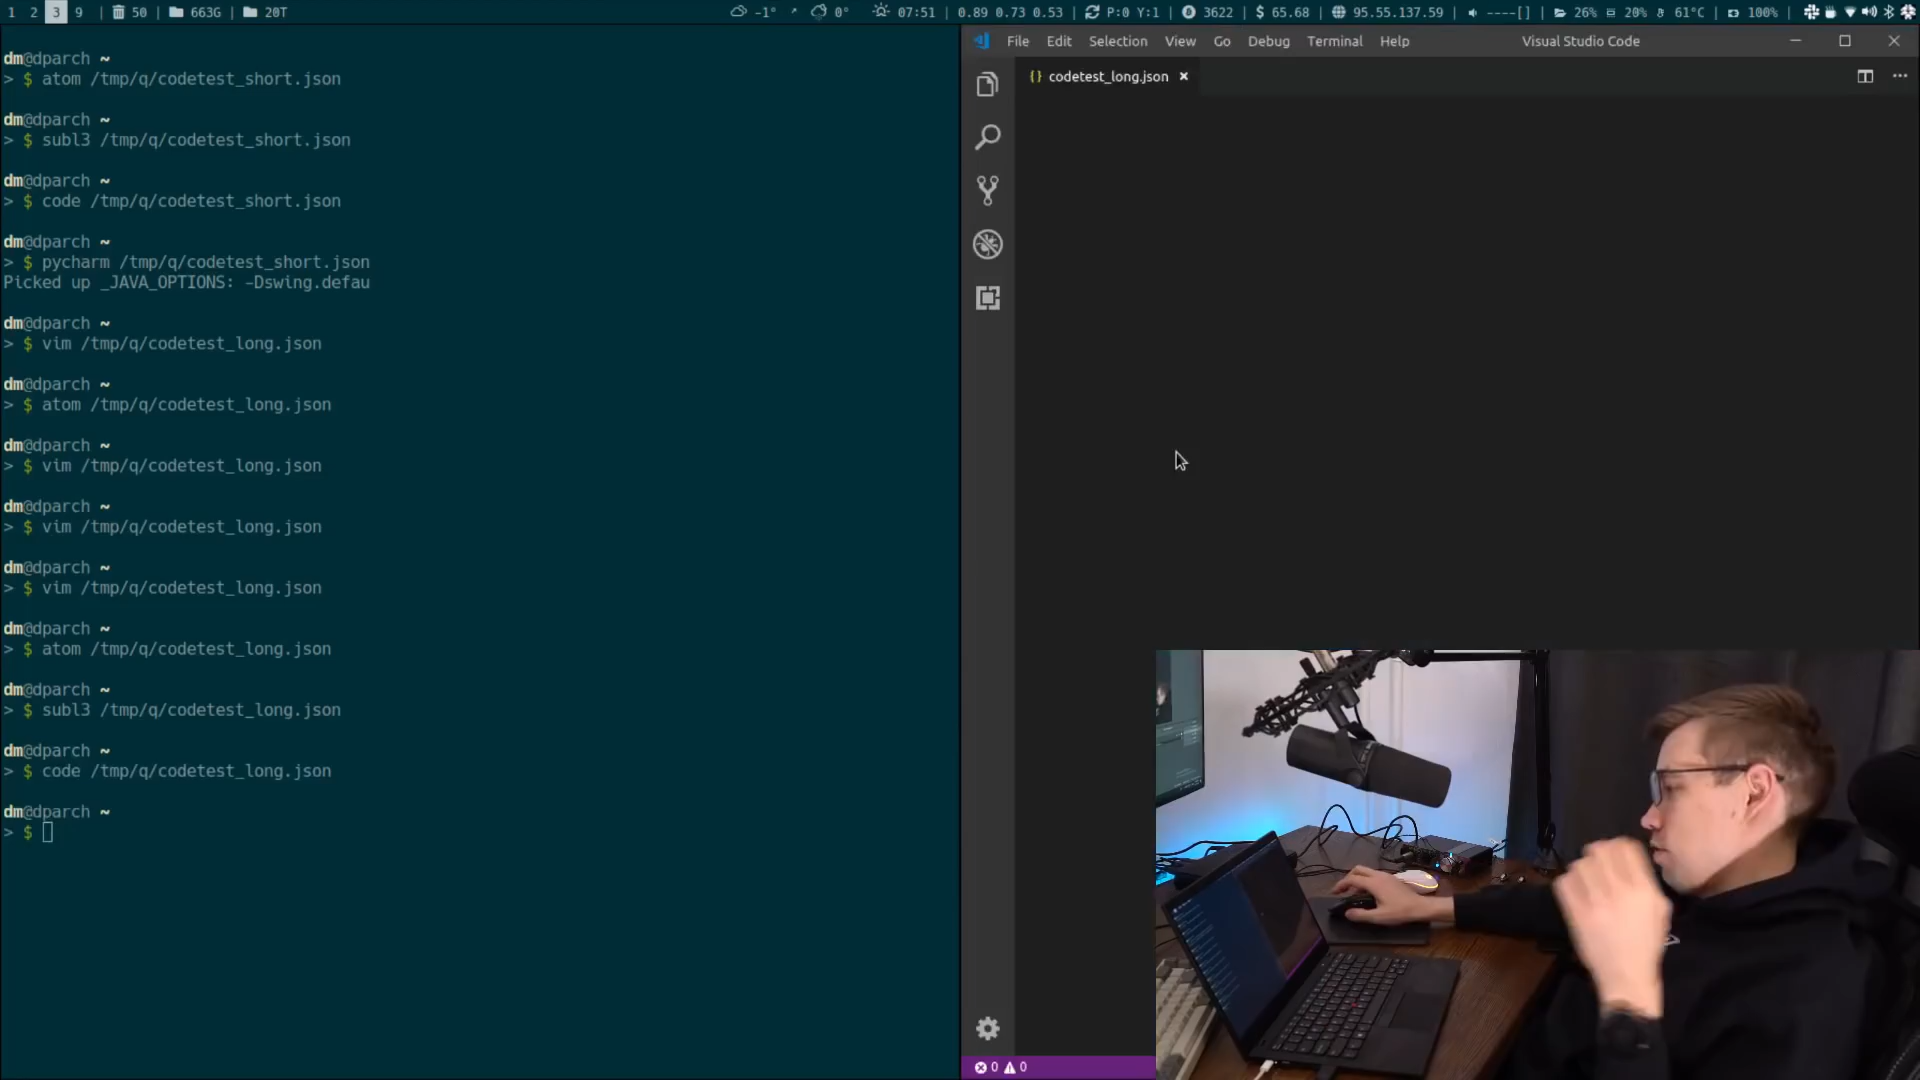 1 2 3 9 50 663G 20T -1° 0° 07:51 0.89 0.73 0.53 P:0 Y:1 3622 $ 65.68 95.55.137.59 ----[] 26% 20% 61°C 100%
dm@dparch ~
> $ atom /tmp/q/codetest_short.json
dm@dparch ~
> $ subl3 /tmp/q/codetest_short.json
dm@dparch ~
> $ code /tmp/q/codetest_short.json
dm@dparch ~
> $ pycharm /tmp/q/codetest_short.json
Picked up _JAVA_OPTIONS: -Dswing.defau
dm@dparch ~
> $ vim /tmp/q/codetest_long.json
dm@dparch ~
> $ atom /tmp/q/codetest_long.json
dm@dparch ~
> $ vim /tmp/q/codetest_long.json
dm@dparch ~
> $ vim /tmp/q/codetest_long.json
dm@dparch ~
> $ vim /tmp/q/codetest_long.json
dm@dparch ~
> $ atom /tmp/q/codetest_long.json
dm@dparch ~
> $ subl3 /tmp/q/codetest_long.json
dm@dparch ~
> $ code /tmp/q/codetest_long.json
dm@dparch ~
> $
File Edit Selection View Go Debug Terminal Help Visual Studio Code
{} codetest_long.json ×
0 0